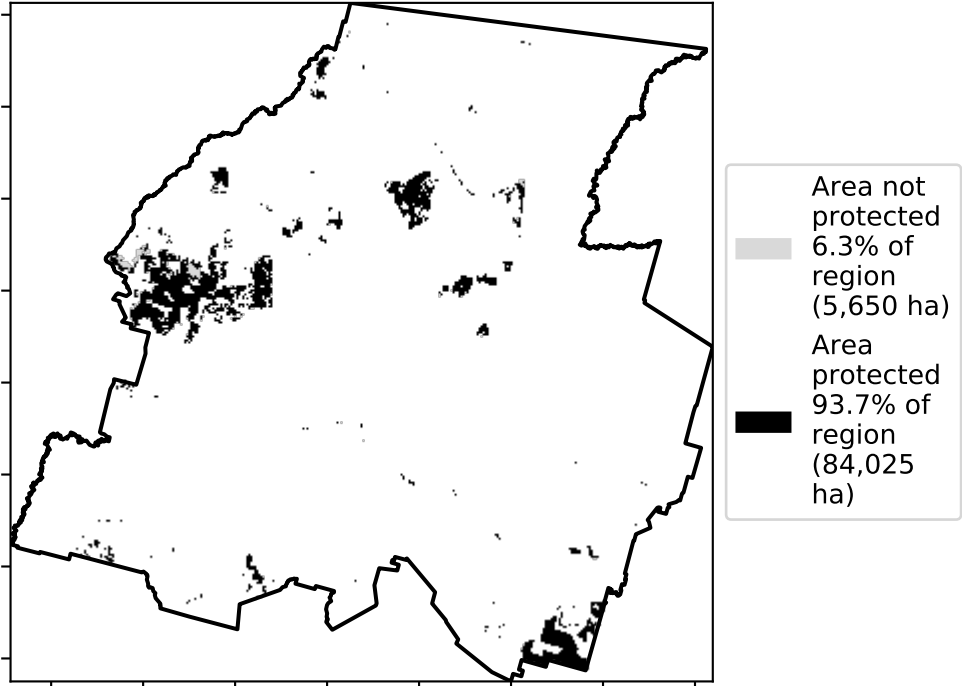 Area not
protected
6.3% of
region
(5,650 ha)
Area
protected
93.7% of
region
(84,025
ha)